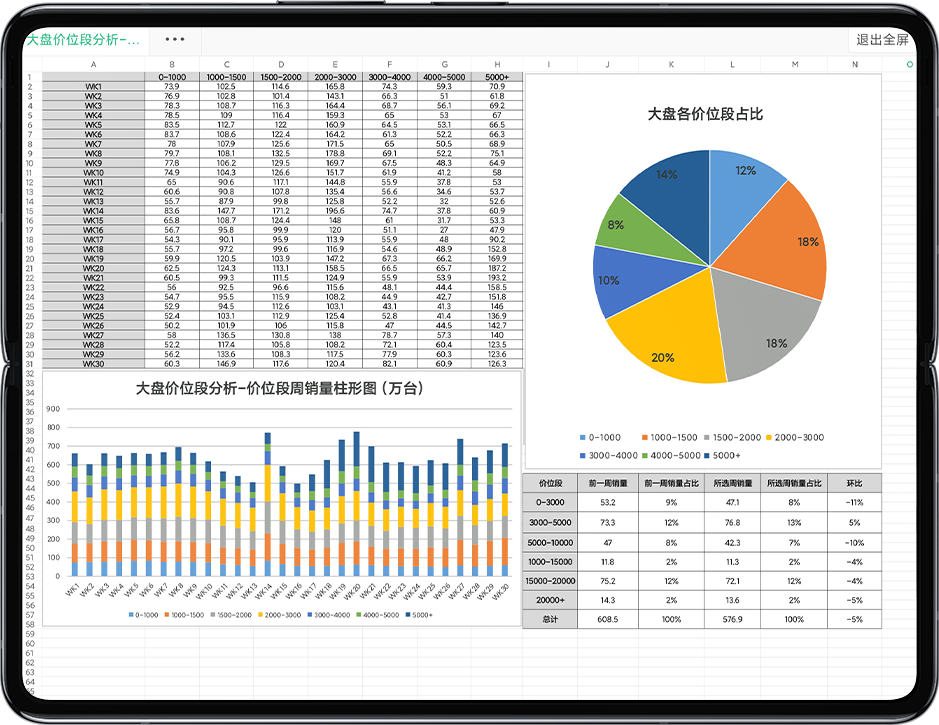 大盘价位段分析-...
•••
退出全屏
A B C D E F G H I J K L M N O
1 0-1000 1000-1500 1500-2000 2000-3000 3000-4000 4000-5000 5000+
2 WK1 73.9 102.5 114.6 165.8 74.3 59.3 70.9
3 WK2 76.9 102.8 101.4 143.1 66.3 51 61.8
4 WK3 78.3 108.7 116.3 164.4 68.7 56.1 69.2
5 WK4 78.5 109 116.4 159.3 65 53 67
6 WK5 83.5 112.7 122 160.9 64.5 53.1 66.5
7 WK6 83.7 108.6 122.4 164.2 61.3 52.2 66.3
8 WK7 78 107.9 125.6 171.5 65 50.5 68.9
9 WK8 79.7 108.1 132.5 178.8 69.1 52.2 75.1
10 WK9 77.8 106.2 129.5 169.7 67.5 48.3 64.9
11 WK10 74.9 104.3 126.6 151.7 61.9 41.2 58
12 WK11 65 90.6 117.1 144.8 55.9 37.8 53
13 WK12 60.6 90.8 107.8 135.4 56.6 34.6 53.7
14 WK13 55.7 87.9 99.8 125.8 52.2 32 52.6
15 WK14 83.6 147.7 171.2 196.6 74.7 37.8 60.9
16 WK15 65.8 108.7 124.4 148 61 31.7 53.3
17 WK16 56.7 95.8 99.9 120 51.1 27 47.9
18 WK17 54.3 90.1 95.9 113.9 55.9 48 90.2
19 WK18 55.7 97.2 99.6 116.9 54.6 48.9 152.8
20 WK19 59.9 120.5 103.9 147.2 67.3 66.2 169.9
21 WK20 62.5 124.3 113.1 158.5 66.5 65.7 187.2
22 WK21 60.5 99.3 111.5 124.9 55.9 53.9 193.2
23 WK22 56 92.5 96.6 115.6 48.1 44.4 158.5
24 WK23 54.7 95.5 115.9 108.2 44.9 42.7 151.8
25 WK24 52.9 94.5 112.6 103.1 43.1 41.3 146
26 WK25 52.4 103.1 112.9 125.4 52.8 41.4 136.9
27 WK26 50.2 101.9 106 115.8 47 44.5 142.7
28 WK27 58 136.5 130.8 138 78.7 57.3 140
29 WK28 52.2 117.4 105.8 108.2 72.1 60.4 123.5
30 WK29 56.2 133.6 108.3 117.5 77.9 60.3 123.6
31 WK30 60.3 146.9 117.6 120.4 82.1 60.9 126.3
32
33
34
35
36
37
38
39
40
41
42
43
44
45
46
47
48
49
50
51
52
53
54
55
56
57
58
59
60
61
62
63
64
65
大盘各价位段占比
12%
18%
18%
20%
10%
8%
14%
0-1000 1000-1500 1500-2000 2000-3000
3000-4000 4000-5000 5000+
大盘价位段分析-价位段周销量柱形图（万台）
900
800
700
600
500
400
300
200
100
0
WK1 WK2 WK3 WK4 WK5 WK6 WK7 WK8 WK9 WK10 WK11 WK12 WK13 WK14 WK15 WK16 WK17 WK18 WK19 WK20 WK21 WK22 WK23 WK24 WK25 WK26 WK27 WK28 WK29 WK30
0-1000 1000-1500 1500-2000 2000-3000 3000-4000 4000-5000 5000+
价位段 前一周销量 前一周销量占比 所选周销量 所选周销量占比 环比
0-3000 53.2 9% 47.1 8% -11%
3000-5000 73.3 12% 76.8 13% 5%
5000-10000 47 8% 42.3 7% -10%
1000-15000 11.8 2% 11.3 2% -4%
15000-20000 75.2 12% 72.1 12% -4%
20000+ 14.3 2% 13.6 2% -5%
总计 608.5 100% 576.9 100% -5%